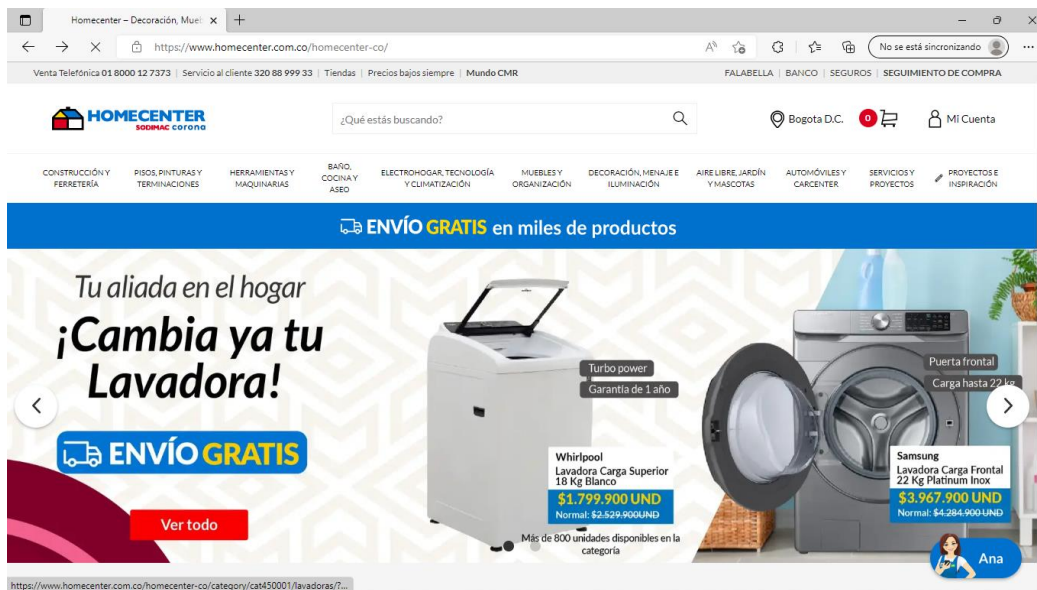 Homecenter – Decoración, Mueb
https://www.homecenter.com.co/homecenter-co/
No se está sincronizando
Venta Telefónica 01 8000 12 7373 | Servicio al cliente 320 88 999 33 | Tiendas | Precios bajos siempre | Mundo CMR
FALABELLA | BANCO | SEGUROS | SEGUIMIENTO DE COMPRA
HOMECENTER
SODIMAC corona
¿Qué estás buscando?
Bogota D.C.
0
Mi Cuenta
CONSTRUCCIÓN Y FERRETERÍA
PISOS, PINTURAS Y TERMINACIONES
HERRAMIENTAS Y MAQUINARIAS
BAÑO, COCINA Y ASEO
ELECTROHOGAR, TECNOLOGÍA Y CLIMATIZACIÓN
MUEBLES Y ORGANIZACIÓN
DECORACIÓN, MENAJE E ILUMINACIÓN
AIRE LIBRE, JARDÍN Y MASCOTAS
AUTOMÓVILES Y CARCENTER
SERVICIOS Y PROYECTOS
PROYECTOS E INSPIRACIÓN
ENVÍO GRATIS en miles de productos
Tu aliada en el hogar
¡Cambia ya tu
Lavadora!
ENVÍO GRATIS
Ver todo
Turbo power
Garantía de 1 año
Whirlpool
Lavadora Carga Superior
18 Kg Blanco
$1.799.900 UND
Normal: $2.529.900UND
Más de 800 unidades disponibles en la
categoría
Puerta frontal
Carga hasta 22 kg
Samsung
Lavadora Carga Frontal
22 Kg Platinum Inox
$3.967.900 UND
Normal: $4.284.900 UND
Ana
https://www.homecenter.com.co/homecenter-co/category/cat450001/lavadoras/?...